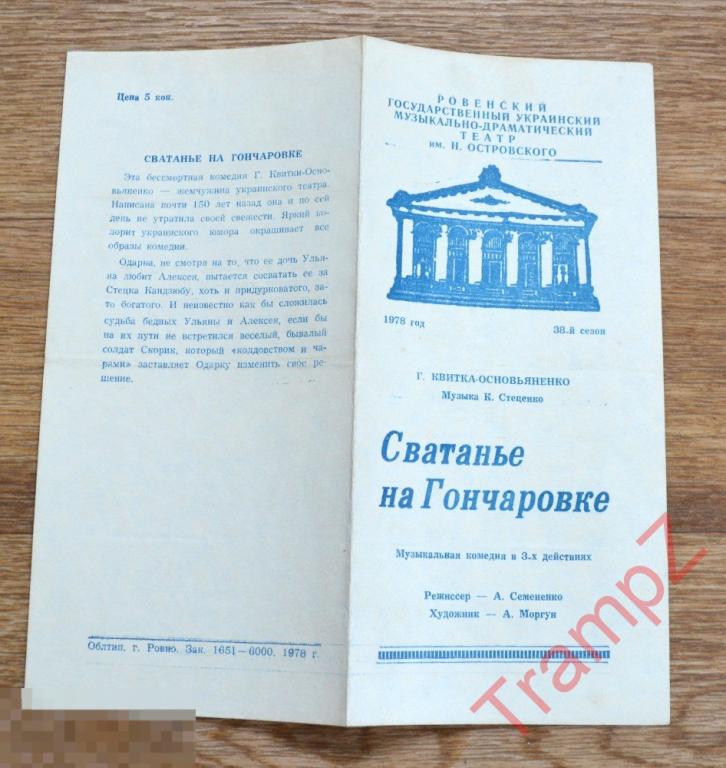 Цена 5 коп.
СВАТАНЬЕ НА ГОНЧАРОВКЕ
Эта бессмертная комедия Г. Квитки-Осно-
вьяненко — жемчужина украинского театра.
Написана почти 150 лет назад она и по сей
день не утратила своей свежести. Яркий ко-
лорит украинского юмора окрашивает все
образы комедии.
Одарка, не смотря на то, что ее дочь Улья-
на любит Алексея, пытается сосватать ее за
Стецка Кандзюбу, хоть и придурковатого, за-
то богатого. И неизвестно как бы сложилась
судьба бедных Ульяны и Алексея, если бы
на их пути не встретился веселый, бывалый
солдат Скорик, который «колдовством и ча-
рами» заставляет Одарку изменить свое ре-
шение.
Облтип. г. Ровно. Зак. 1651—6000. 1978 г.
РОВЕНСКИЙ
ГОСУДАРСТВЕННЫЙ УКРАИНСКИЙ
МУЗЫКАЛЬНО-ДРАМАТИЧЕСКИЙ
ТЕАТР
им. Н. ОСТРОВСКОГО
1978 год
38-й сезон
Г. КВИТКА-ОСНОВЬЯНЕНКО
Музыка К. Стеценко
Сватанье
на Гончаровке
Музыкальная комедия в 3-х действиях
Режиссер — А. Семененко
Художник — А. Моргун
TrampZ